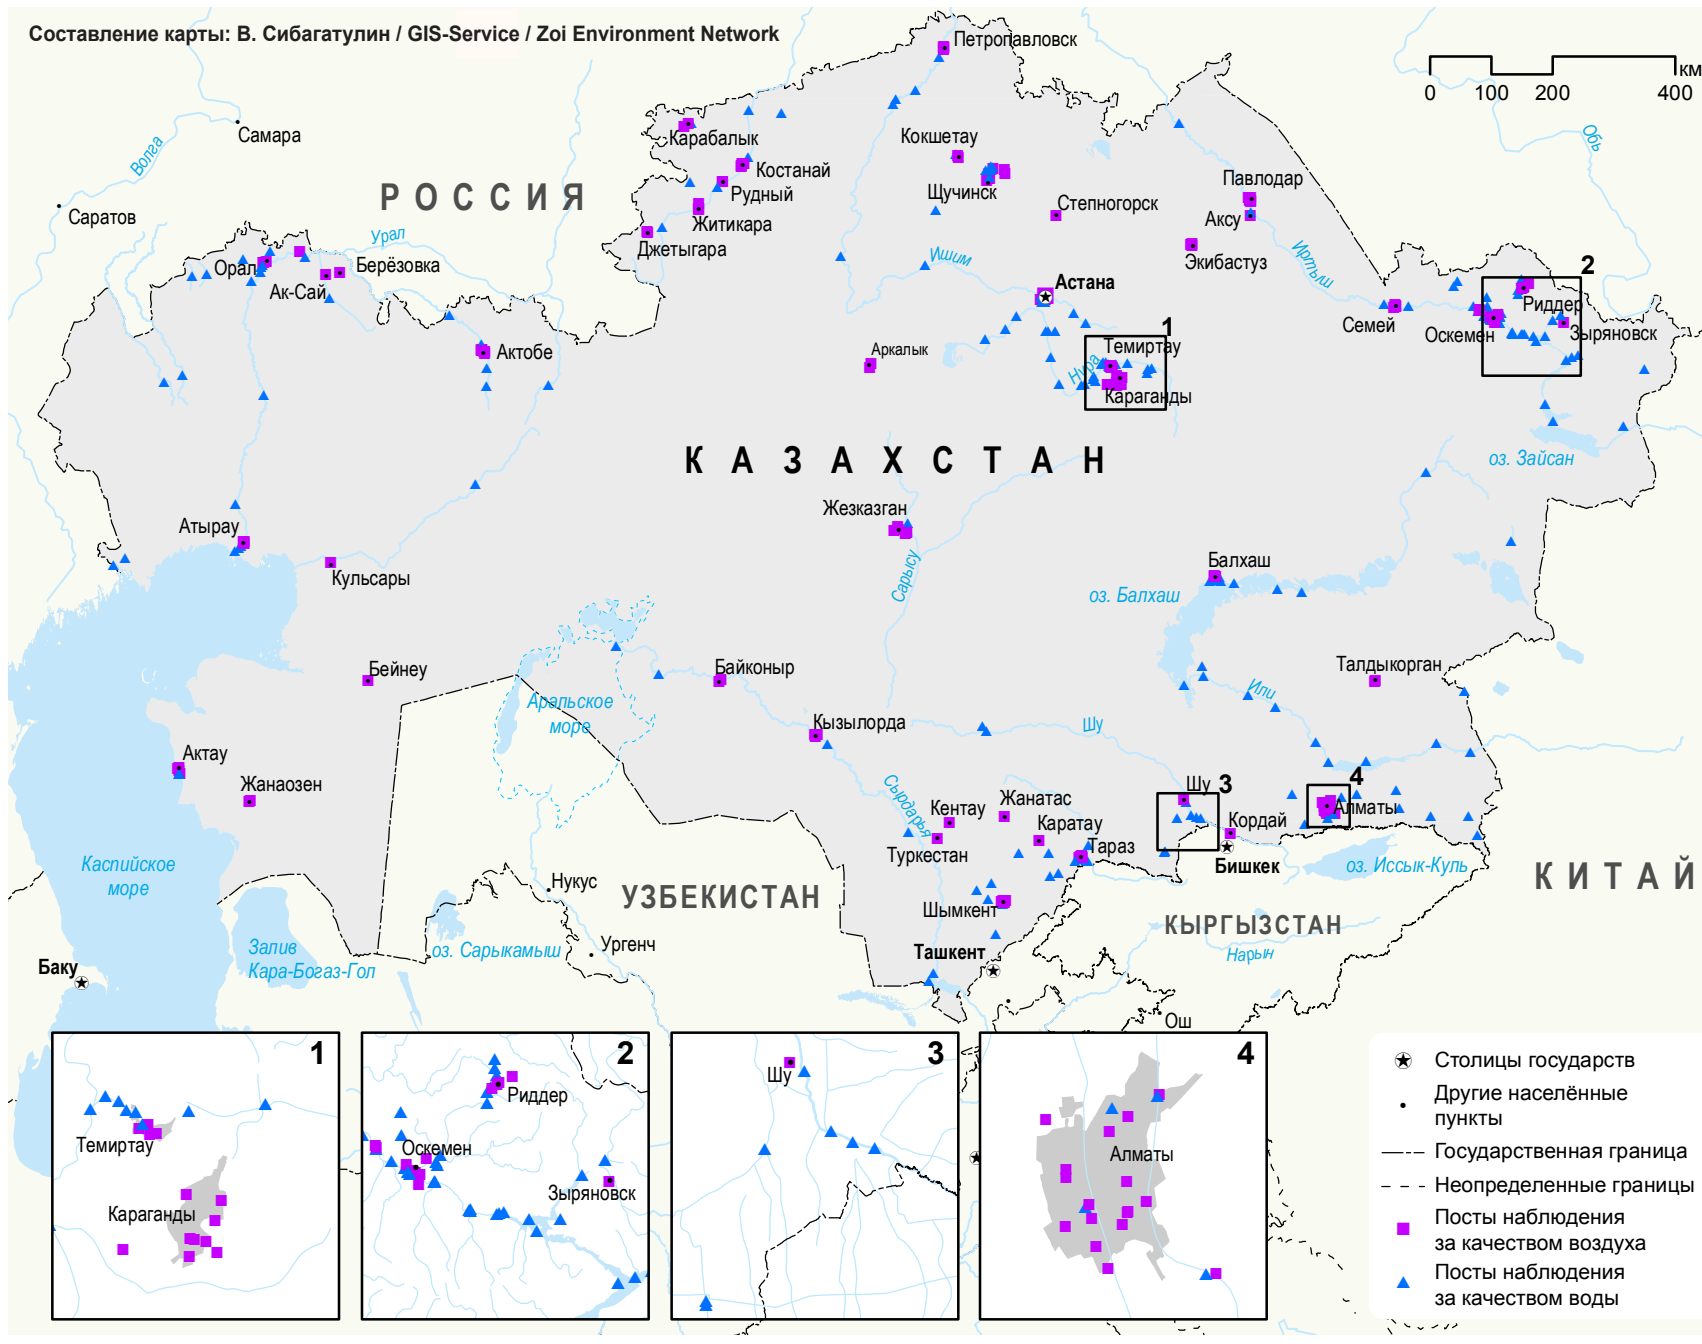 Составление карты: В. Сибагатулин / GIS-Service / Zoi Environment Network
Петропавловск
км
0 100 200 400
Самара
Волга
Обь
Карабалык
Кокшетау
Костанай
Павлодар
РОССИЯ
Рудный
Щучинск
Степногорск
Аксу
Саратов
Житикара
Урал
Джетыгара
Ишим
Экибастуз
Иртыш
Орал
Берёзовка
Ак-Сай
Астана
2
Риддер
Семей
Оскемен
Зыряновск
1
Темиртау
Актобе
Аркалык
Нура
Караганды
КАЗАХСТАН
оз. Зайсан
Жезказган
Атырау
Сарысу
Балхаш
Кульсары
оз. Балхаш
Бейнеу
Байконыр
Талдыкорган
Или
Аральское
море
Кызылорда
Шу
Актау
Жанаозен
Сырдарья
Шу
3
4
Кентау
Жанатас
Алматы
Каратау
Кордай
Туркестан
Тараз
Бишкек
Каспийское
море
оз. Иссык-Куль
КИТАЙ
Нукус
УЗБЕКИСТАН
Шымкент
КЫРГЫЗСТАН
Залив
Кара-Богаз-Гол
оз. Сарыкамыш
Ургенч
Ташкент
Нарын
Баку
Ош
1
Темиртау
Караганды
2
Риддер
Оскемен
Зыряновск
3
Шу
4
Алматы
Столицы государств
Другие населённые
пункты
Государственная граница
Неопределенные границы
Посты наблюдения
за качеством воздуха
Посты наблюдения
за качеством воды